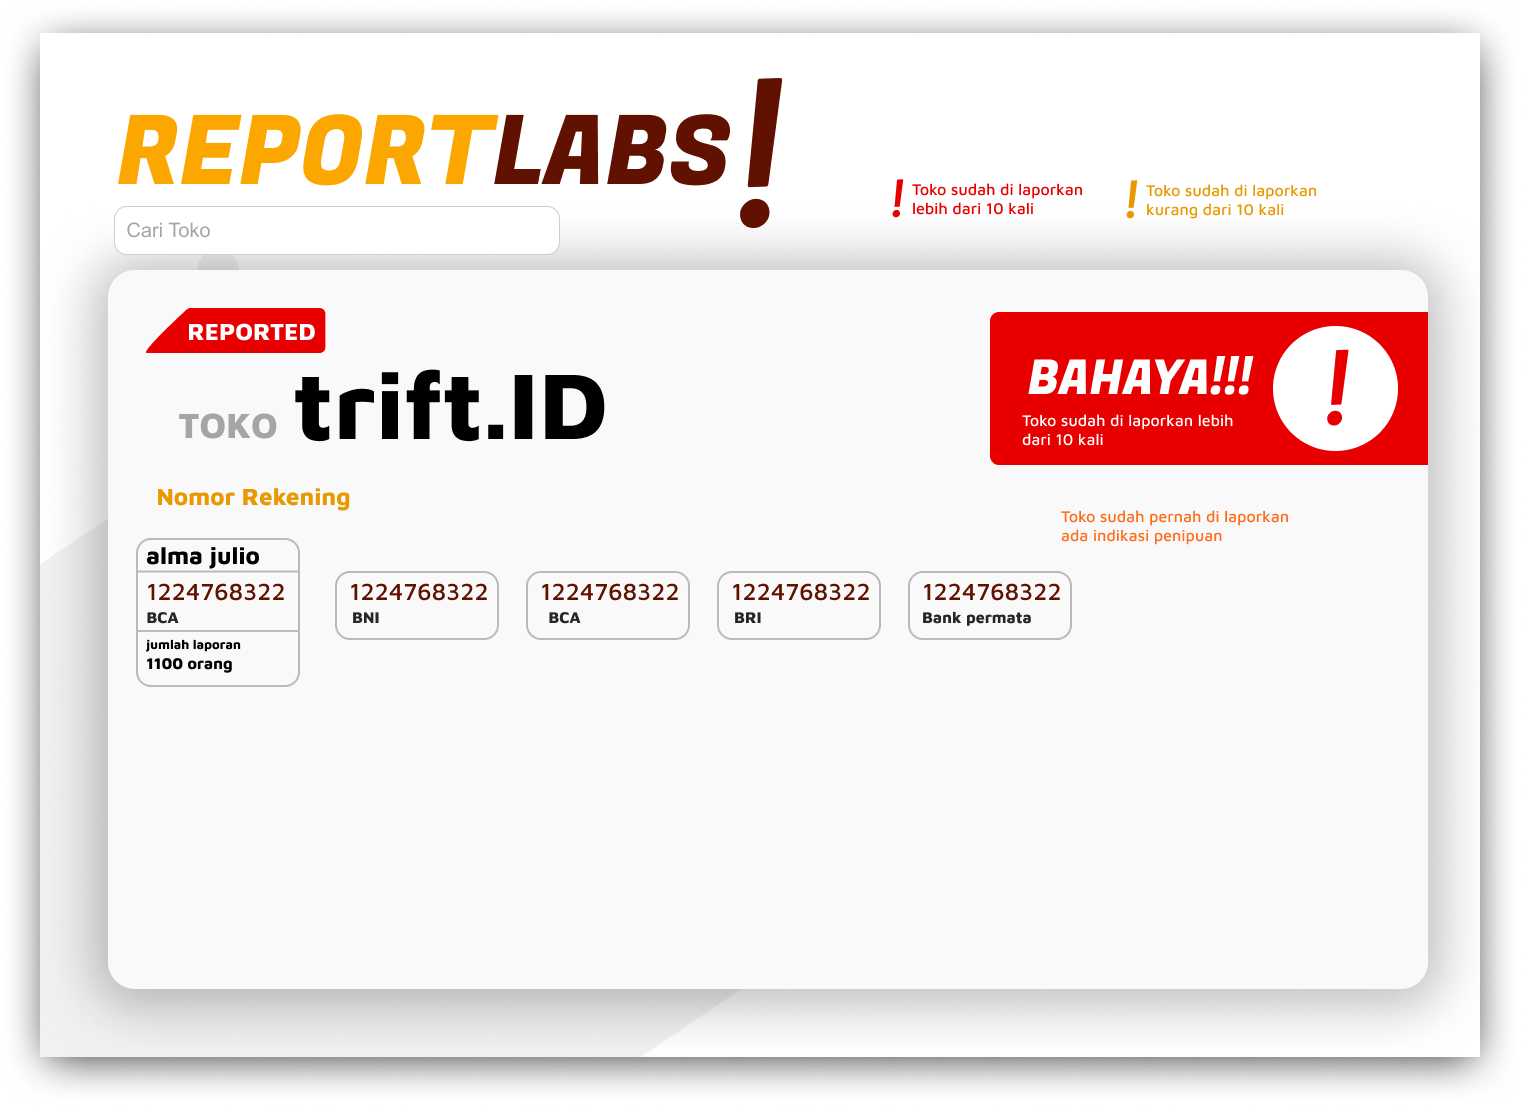 REPORTLABS!
! Toko sudah di laporkan
lebih dari 10 kali
! Toko sudah di laporkan
kurang dari 10 kali
Cari Toko
REPORTED
TOKO trift.ID
BAHAYA!!!
!
Toko sudah di laporkan lebih
dari 10 kali
Nomor Rekening
Toko sudah pernah di laporkan
ada indikasi penipuan
alma julio
1224768322
BCA
jumlah laporan
1100 orang
1224768322
BNI
1224768322
BCA
1224768322
BRI
1224768322
Bank permata